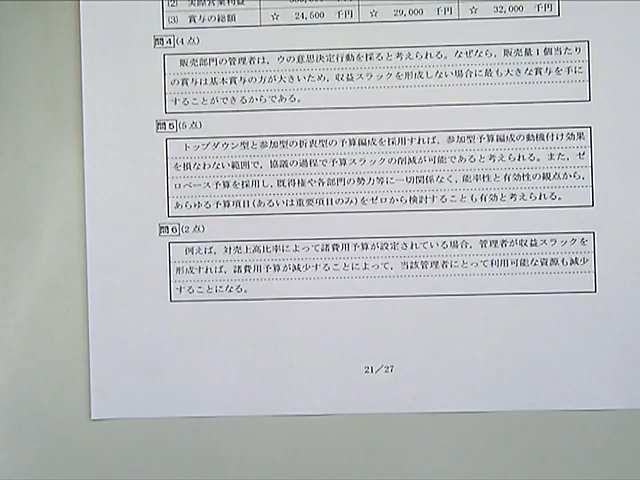 (2) 実際営業利益
(3) 賞与の総額 ☆ 24,500 千円 ☆ 29,000 千円 ☆ 32,000 千円
問4 (4点)
販売部門の管理者は，ウの意思決定行動を採ると考えられる。なぜなら，販売量1個当たり
の賞与は基本賞与の方が大きいため，収益スラックを形成しない場合に最も大きな賞与を手に
することができるからである。
問5 (5点)
トップダウン型と参加型の折衷型の予算編成を採用すれば，参加型予算編成の動機付け効果
を損なわない範囲で，協議の過程で予算スラックの削減が可能であると考えられる。また，ゼ
ロベース予算を採用し，既得権や各部門の勢力等に一切関係なく，能率性と有効性の観点から，
あらゆる予算項目(あるいは重要項目のみ)をゼロから検討することも有効と考えられる。
問6 (2点)
例えば，対売上高比率によって諸費用予算が設定されている場合，管理者が収益スラックを
形成すれば，諸費用予算が減少することによって，当該管理者にとって利用可能な資源も減少
することになる。
21／27